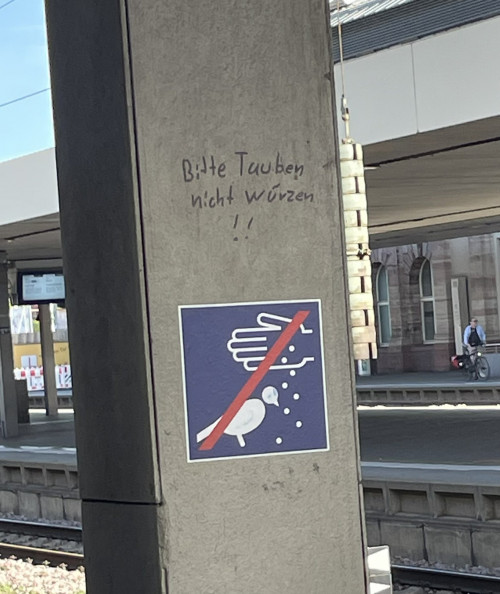 Bitte Tauben
nicht würzen
!!